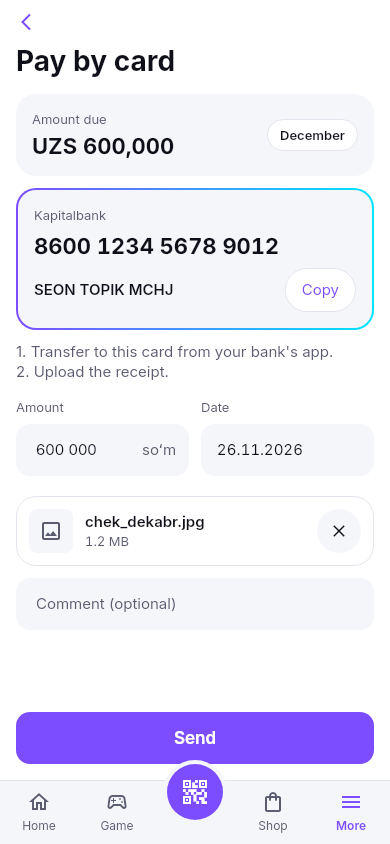 Pay by card
Amount due
UZS 600,000
December
Kapitalbank
8600 1234 5678 9012
SEON TOPIK MCHJ
Copy
1. Transfer to this card from your bank's app.
2. Upload the receipt.
Amount
Date
600 000
soʻm
26.11.2026
chek_dekabr.jpg
1.2 MB
Comment (optional)
Send
Home
Game
Shop
More